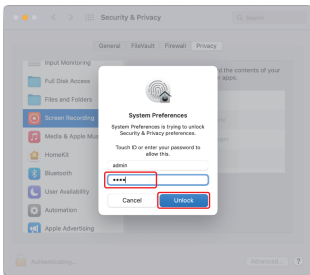 Security & Privacy
Search
General
FileVault
Firewall
Privacy
Input Monitoring
Full Disk Access
Files and Folders
Screen Recording
Media & Apple Mus
HomeKit
Bluetooth
User Availability
Automation
Apple Advertising
d the contents of your
apps.
System Preferences
System Preferences is trying to unlock
Security & Privacy preferences.
Touch ID or enter your password to
allow this.
admin
••••
Cancel
Unlock
Authenticating...
Advanced...
?